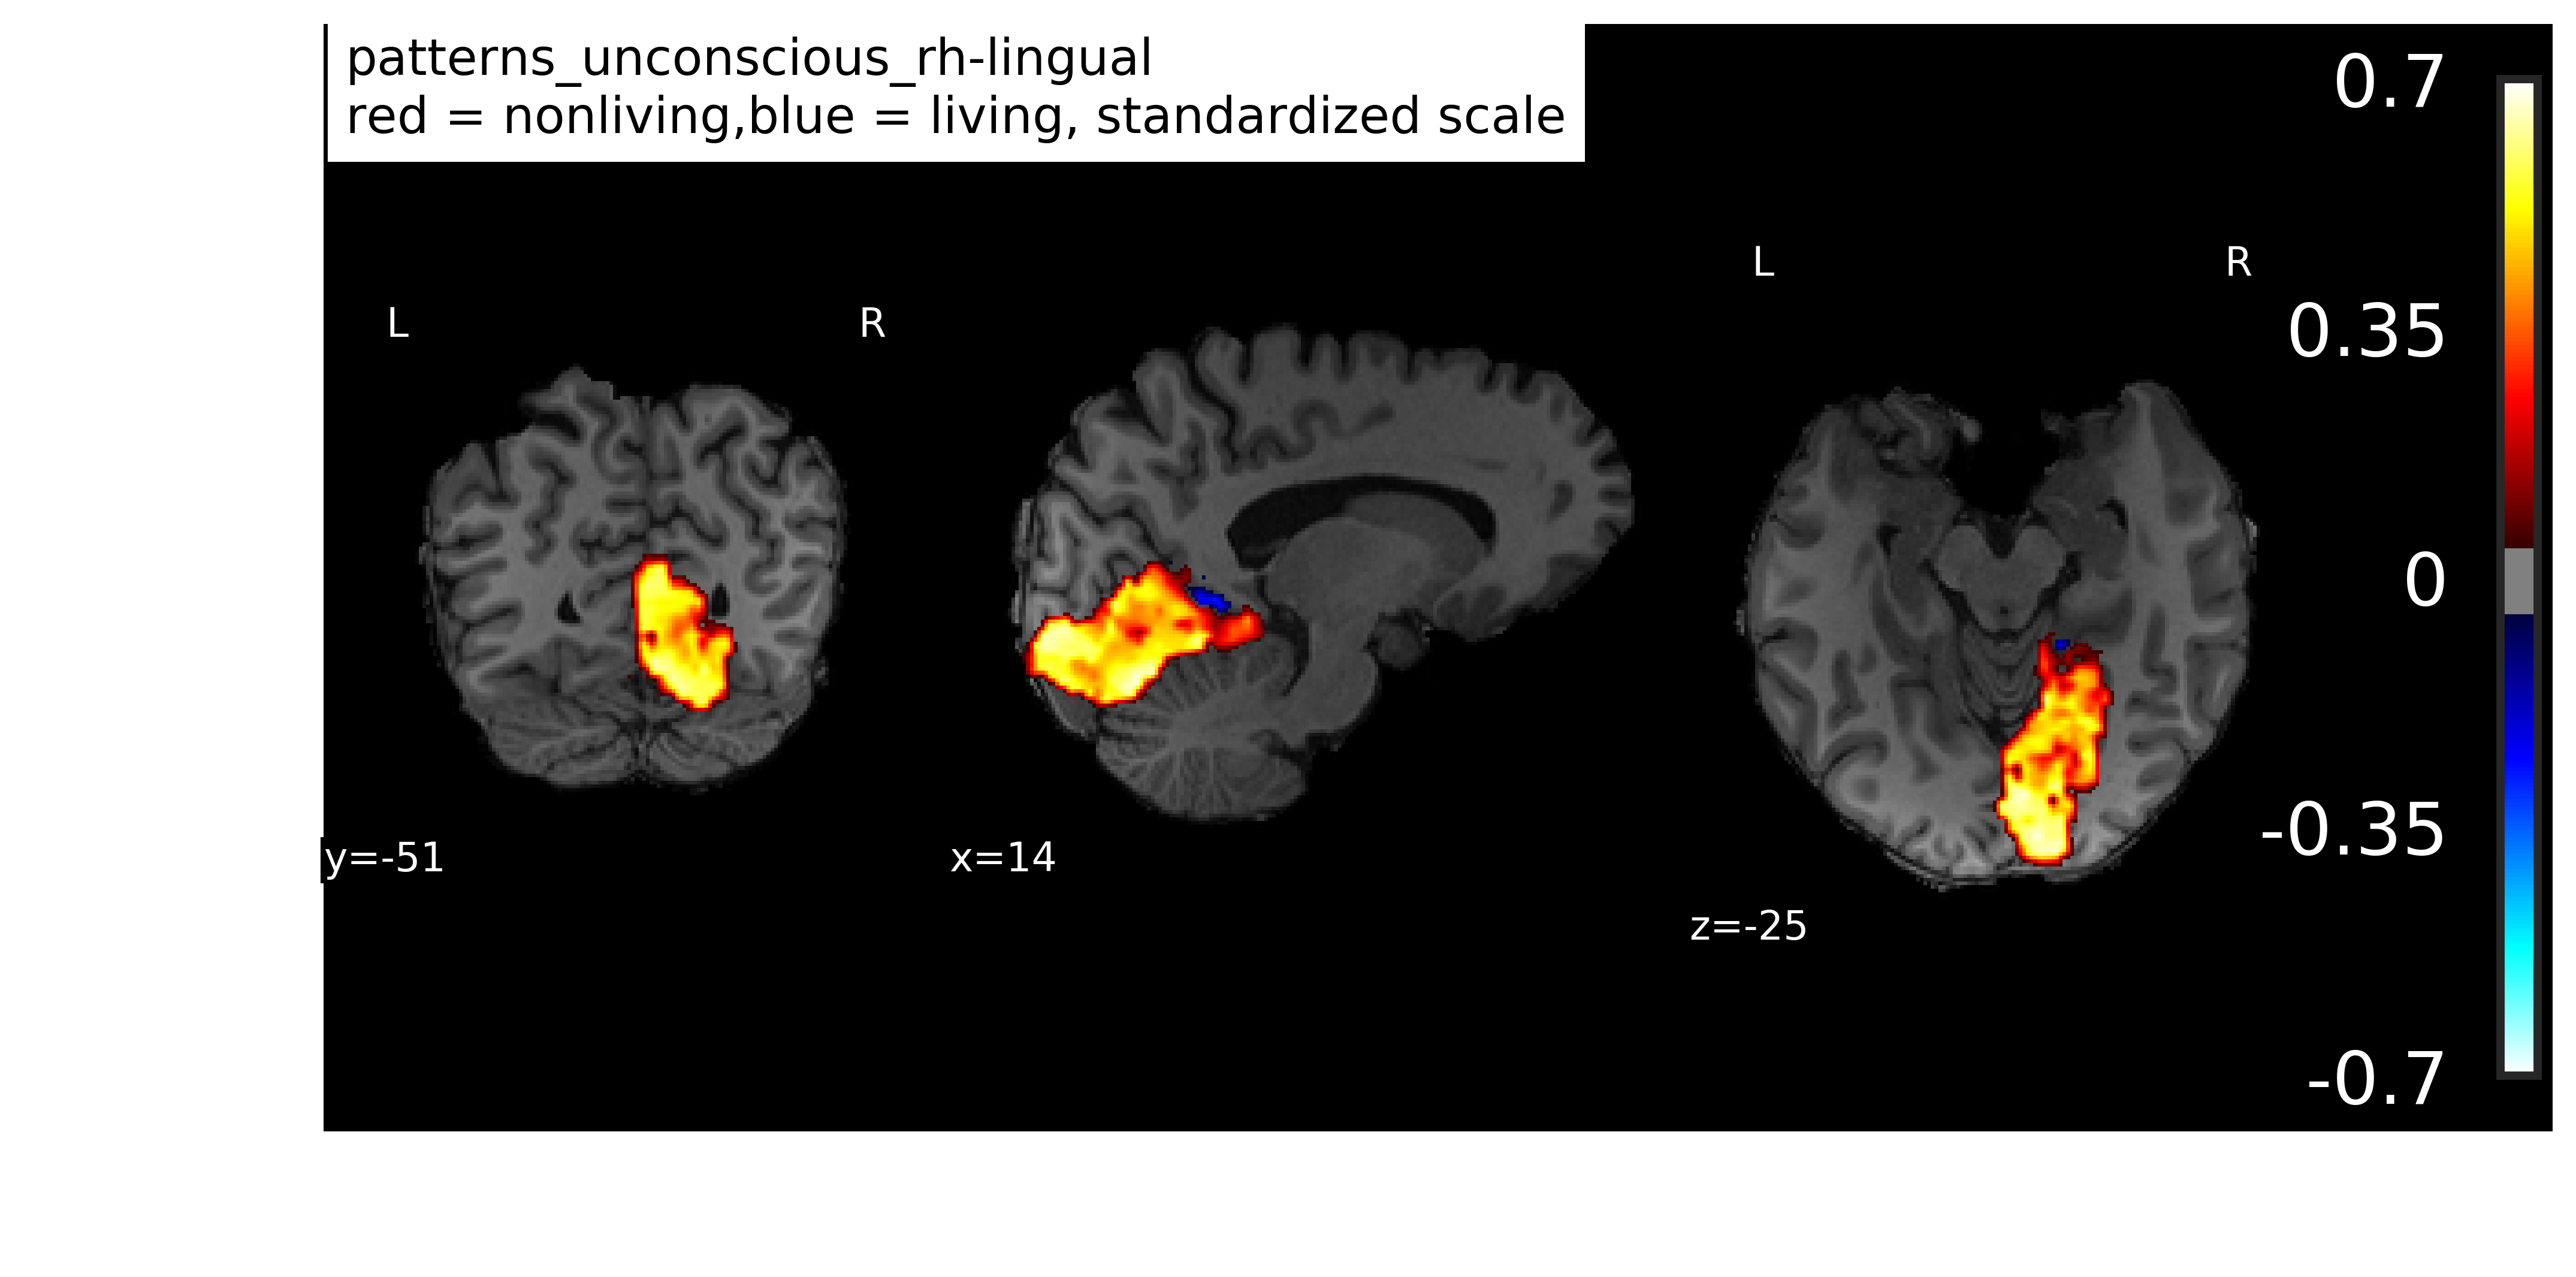 patterns_unconscious_rh-lingual
red = nonliving,blue = living, standardized scale
L R
L R
y=-51
x=14
z=-25
0.7
0.35
0
-0.35
-0.7